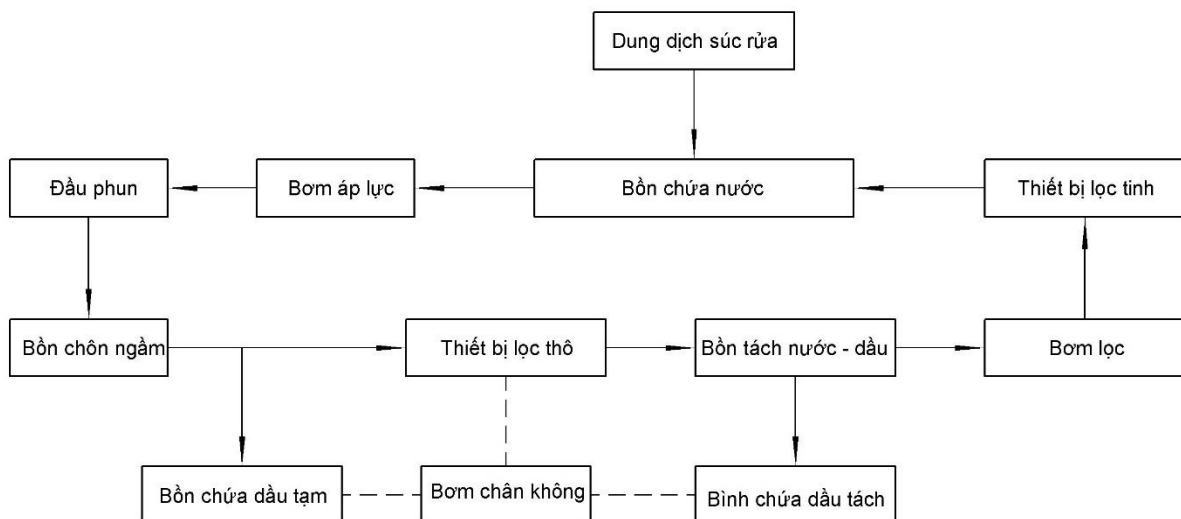 Dung dịch súc rửa
Đầu phun
Bơm áp lực
Bồn chứa nước
Thiết bị lọc tinh
Bồn chôn ngầm
Thiết bị lọc thô
Bồn tách nước - dầu
Bơm lọc
Bồn chứa dầu tạm
Bơm chân không
Bình chứa dầu tách